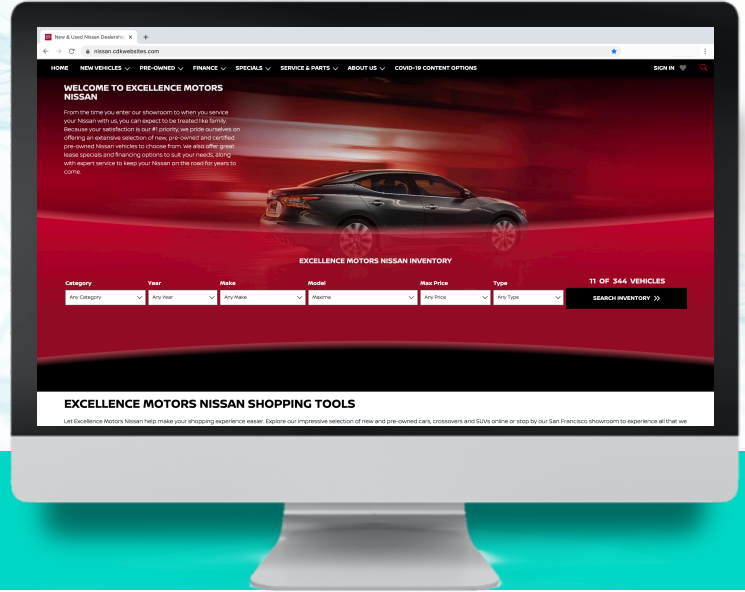 New & Used Nissan Dealership
nissan.cdkwebsites.com
HOME NEW VEHICLES PRE-OWNED FINANCE SPECIALS SERVICE & PARTS ABOUT US COVID-19 CONTENT OPTIONS SIGN IN
WELCOME TO EXCELLENCE MOTORS
NISSAN
From the time you enter our showroom to when you service
your Nissan with us, you can expect to be treated like family.
Because your satisfaction is our #1 priority, we pride ourselves on
offering an extensive selection of new, pre-owned and certified
pre-owned Nissan vehicles to choose from. We also offer great
lease specials and financing options to suit your needs, along
with expert service to keep your Nissan on the road for years to
come.
EXCELLENCE MOTORS NISSAN INVENTORY
Category Year Make Model Max Price Type 11 OF 344 VEHICLES
Any Category Any Year Any Make Maxima Any Price Any Type SEARCH INVENTORY
EXCELLENCE MOTORS NISSAN SHOPPING TOOLS
Let Excellence Motors Nissan help make your shopping experience easier. Explore our impressive selection of new and pre-owned cars, crossovers and SUVs online or stop by our San Francisco showroom to experience all that we